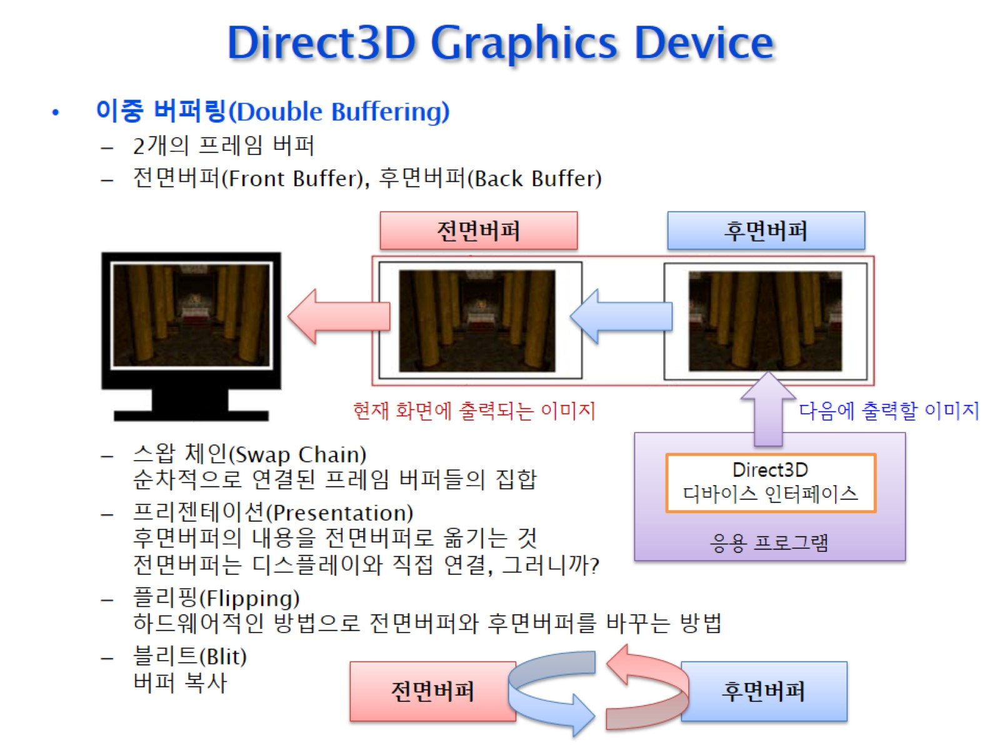 Direct3D Graphics Device
• 이중 버퍼링(Double Buffering)
– 2개의 프레임 버퍼
– 전면버퍼(Front Buffer), 후면버퍼(Back Buffer)
전면버퍼
후면버퍼
현재 화면에 출력되는 이미지
다음에 출력할 이미지
– 스왑 체인(Swap Chain)
순차적으로 연결된 프레임 버퍼들의 집합
– 프리젠테이션(Presentation)
후면버퍼의 내용을 전면버퍼로 옮기는 것
전면버퍼는 디스플레이와 직접 연결, 그러니까?
Direct3D
디바이스 인터페이스
응용 프로그램
– 플리핑(Flipping)
하드웨어적인 방법으로 전면버퍼와 후면버퍼를 바꾸는 방법
– 블리트(Blit)
버퍼 복사
전면버퍼
후면버퍼